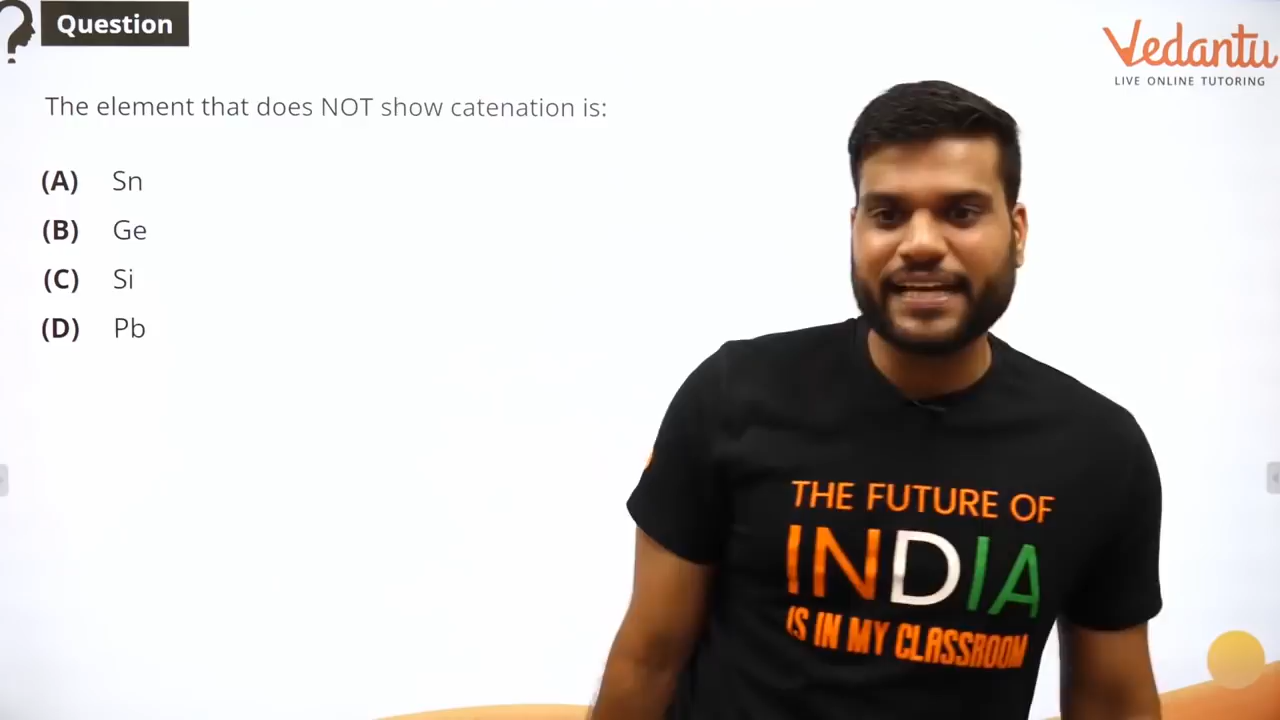 Question
Vedantu
LIVE ONLINE TUTORING
The element that does NOT show catenation is:
(A) Sn
(B) Ge
(C) Si
(D) Pb
THE FUTURE OF
INDIA
IS IN MY CLASSROOM